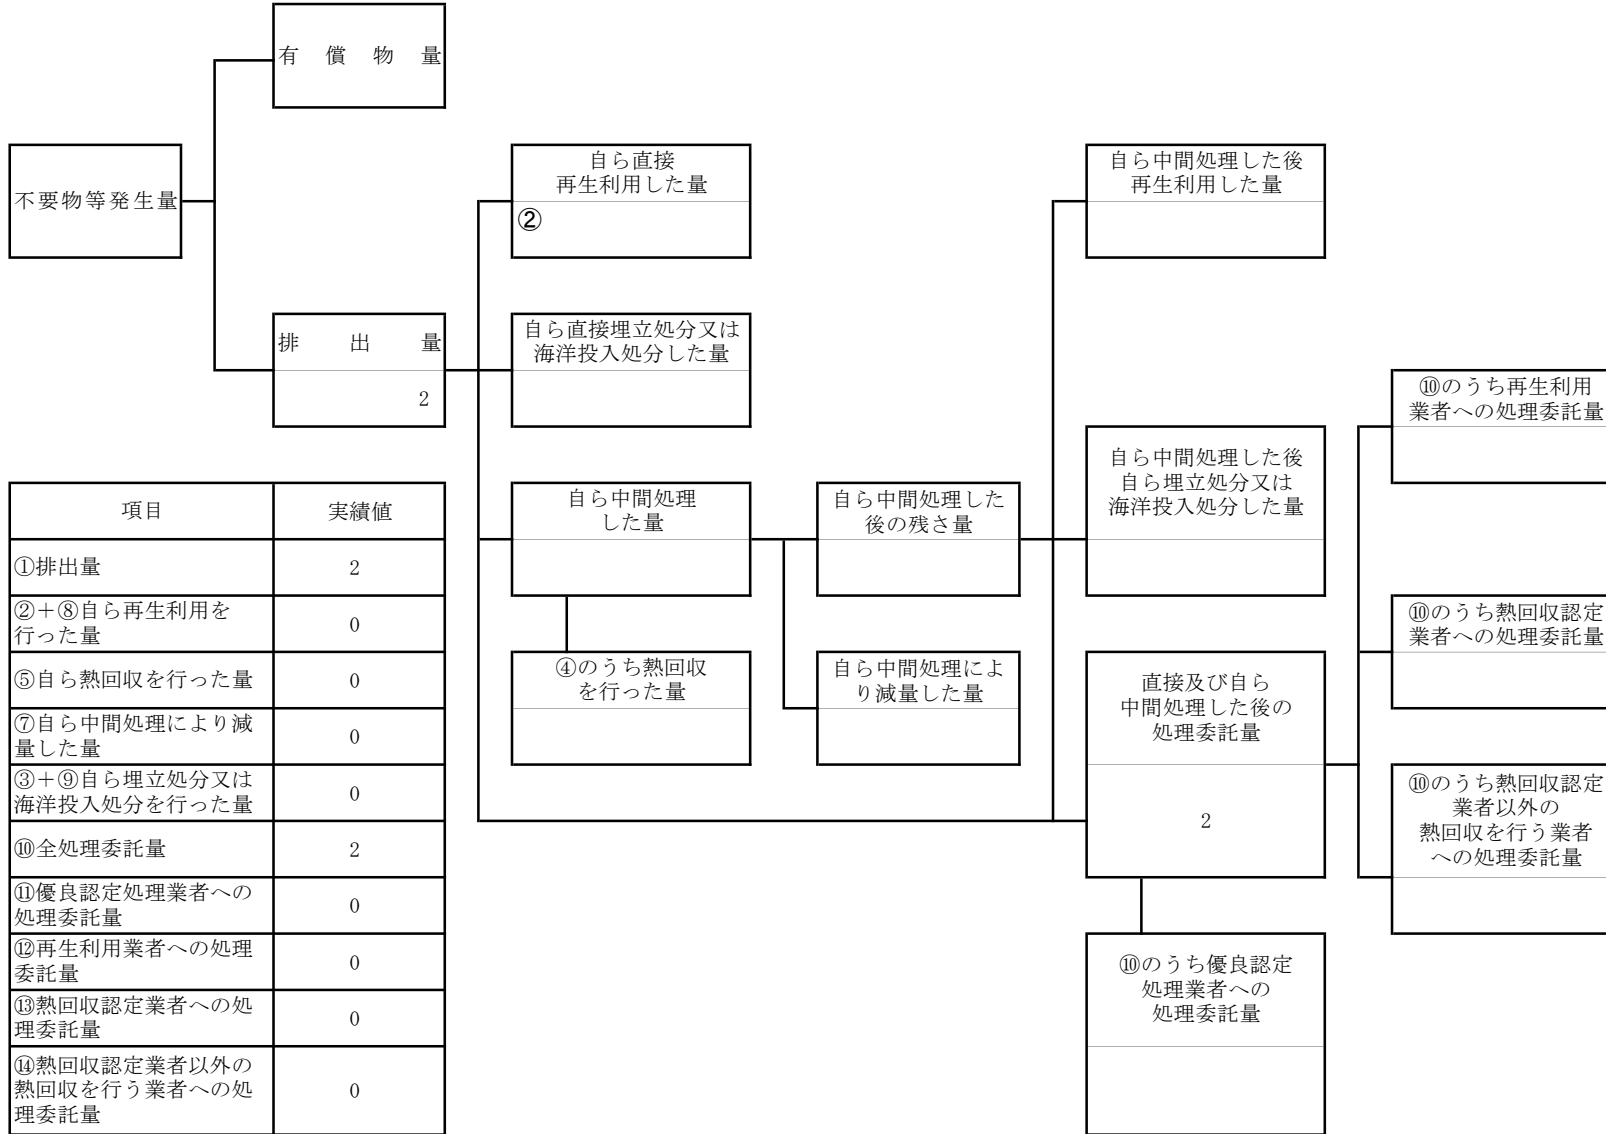 有償物量
不要物等発生量
自ら直接
再生利用した量
②
自ら中間処理した後
再生利用した量
排出量
2
自ら直接埋立処分又は
海洋投入処分した量
⑩のうち再生利用
業者への処理委託量
自ら中間処理した後
自ら埋立処分又は
海洋投入処分した量
自ら中間処理
した量
自ら中間処理した
後の残さ量
⑩のうち熱回収認定
業者への処理委託量
④のうち熱回収
を行った量
自ら中間処理によ
り減量した量
直接及び自ら
中間処理した後の
処理委託量
2
⑩のうち熱回収認定
業者以外の
熱回収を行う業者
への処理委託量
⑩のうち優良認定
処理業者への
処理委託量
項目 実績値
①排出量 2
②+⑧自ら再生利用を
行った量 0
⑤自ら熱回収を行った量 0
⑦自ら中間処理により減
量した量 0
③+⑨自ら埋立処分又は
海洋投入処分を行った量 0
⑩全処理委託量 2
⑪優良認定処理業者への
処理委託量 0
⑫再生利用業者への処理
委託量 0
⑬熱回収認定業者への処
理委託量 0
⑭熱回収認定業者以外の
熱回収を行う業者への処
理委託量 0